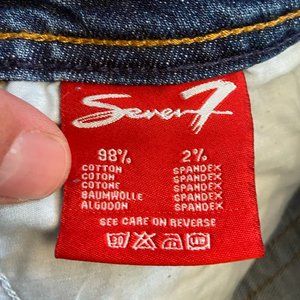 Seven7
98% 2%
COTTON SPANDEX
COTON SPANDEX
COTONE SPANDEX
BAUMWOLLE SPANDEX
ALGODON SPANDEX
SEE CARE ON REVERSE